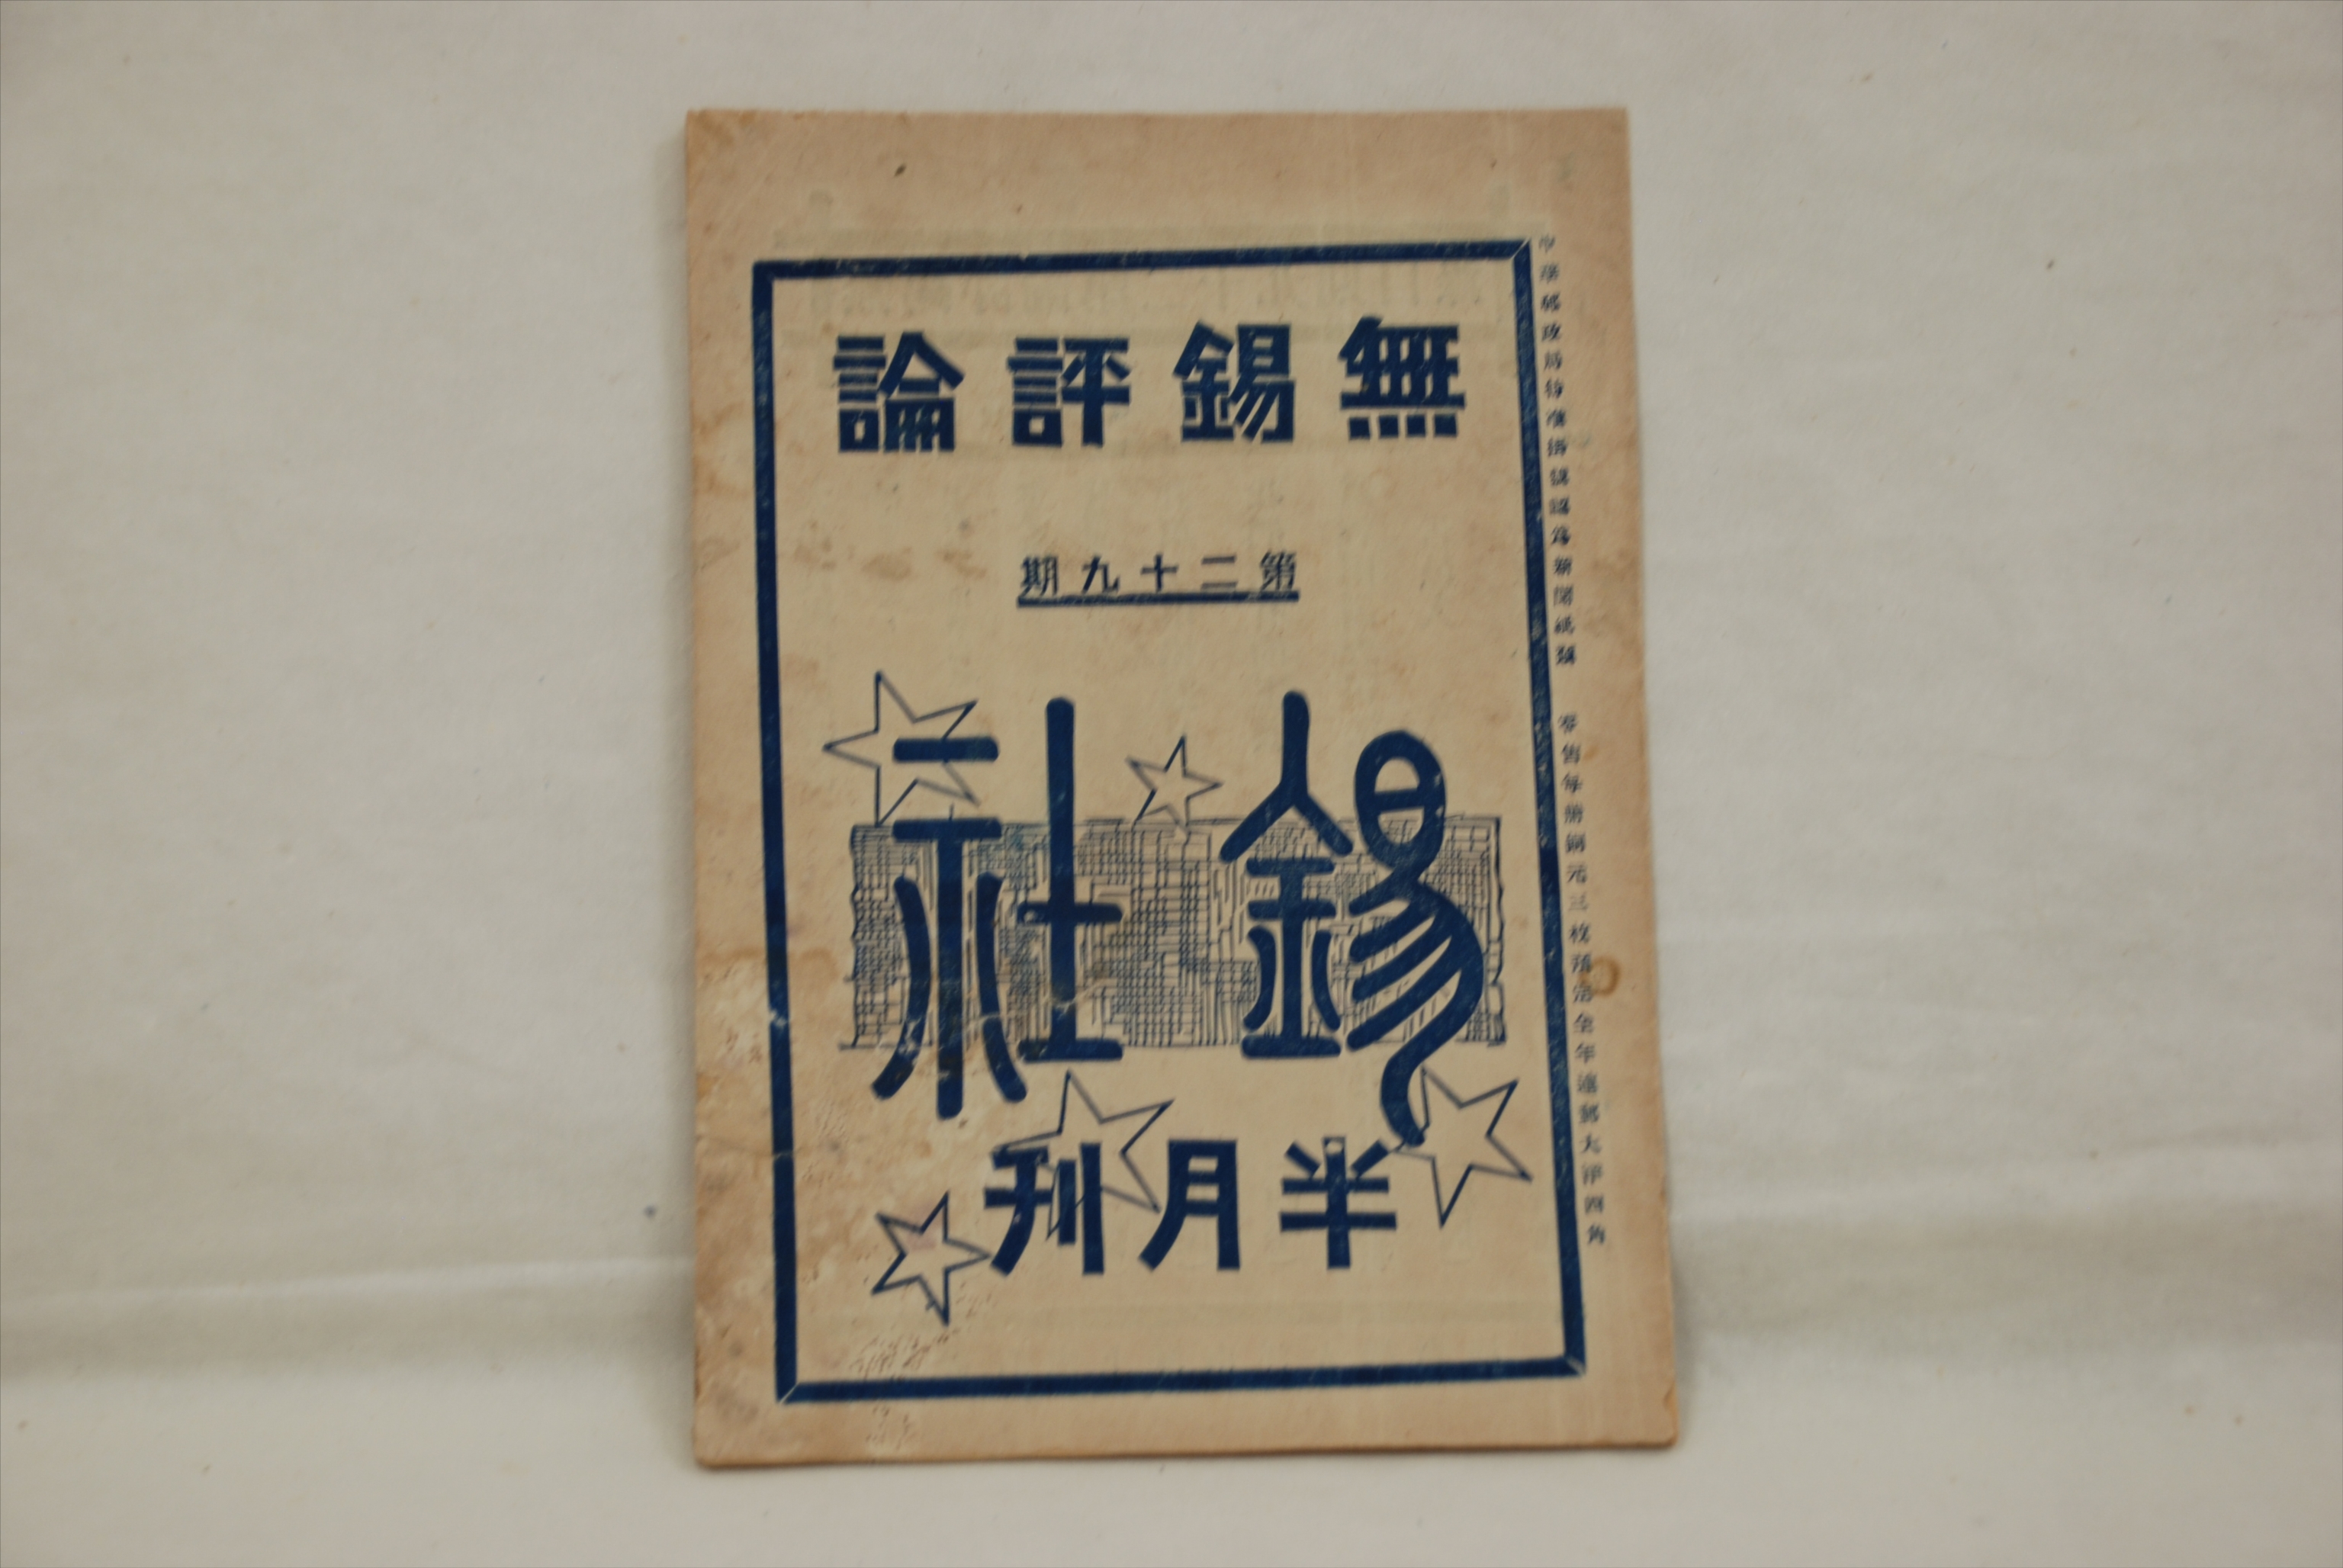 無錫評論
第二十九期
錫社
半月刊
中華郵政局特准掛號認為新聞紙類
零售每冊銅元三枚預定全年連郵大洋四角